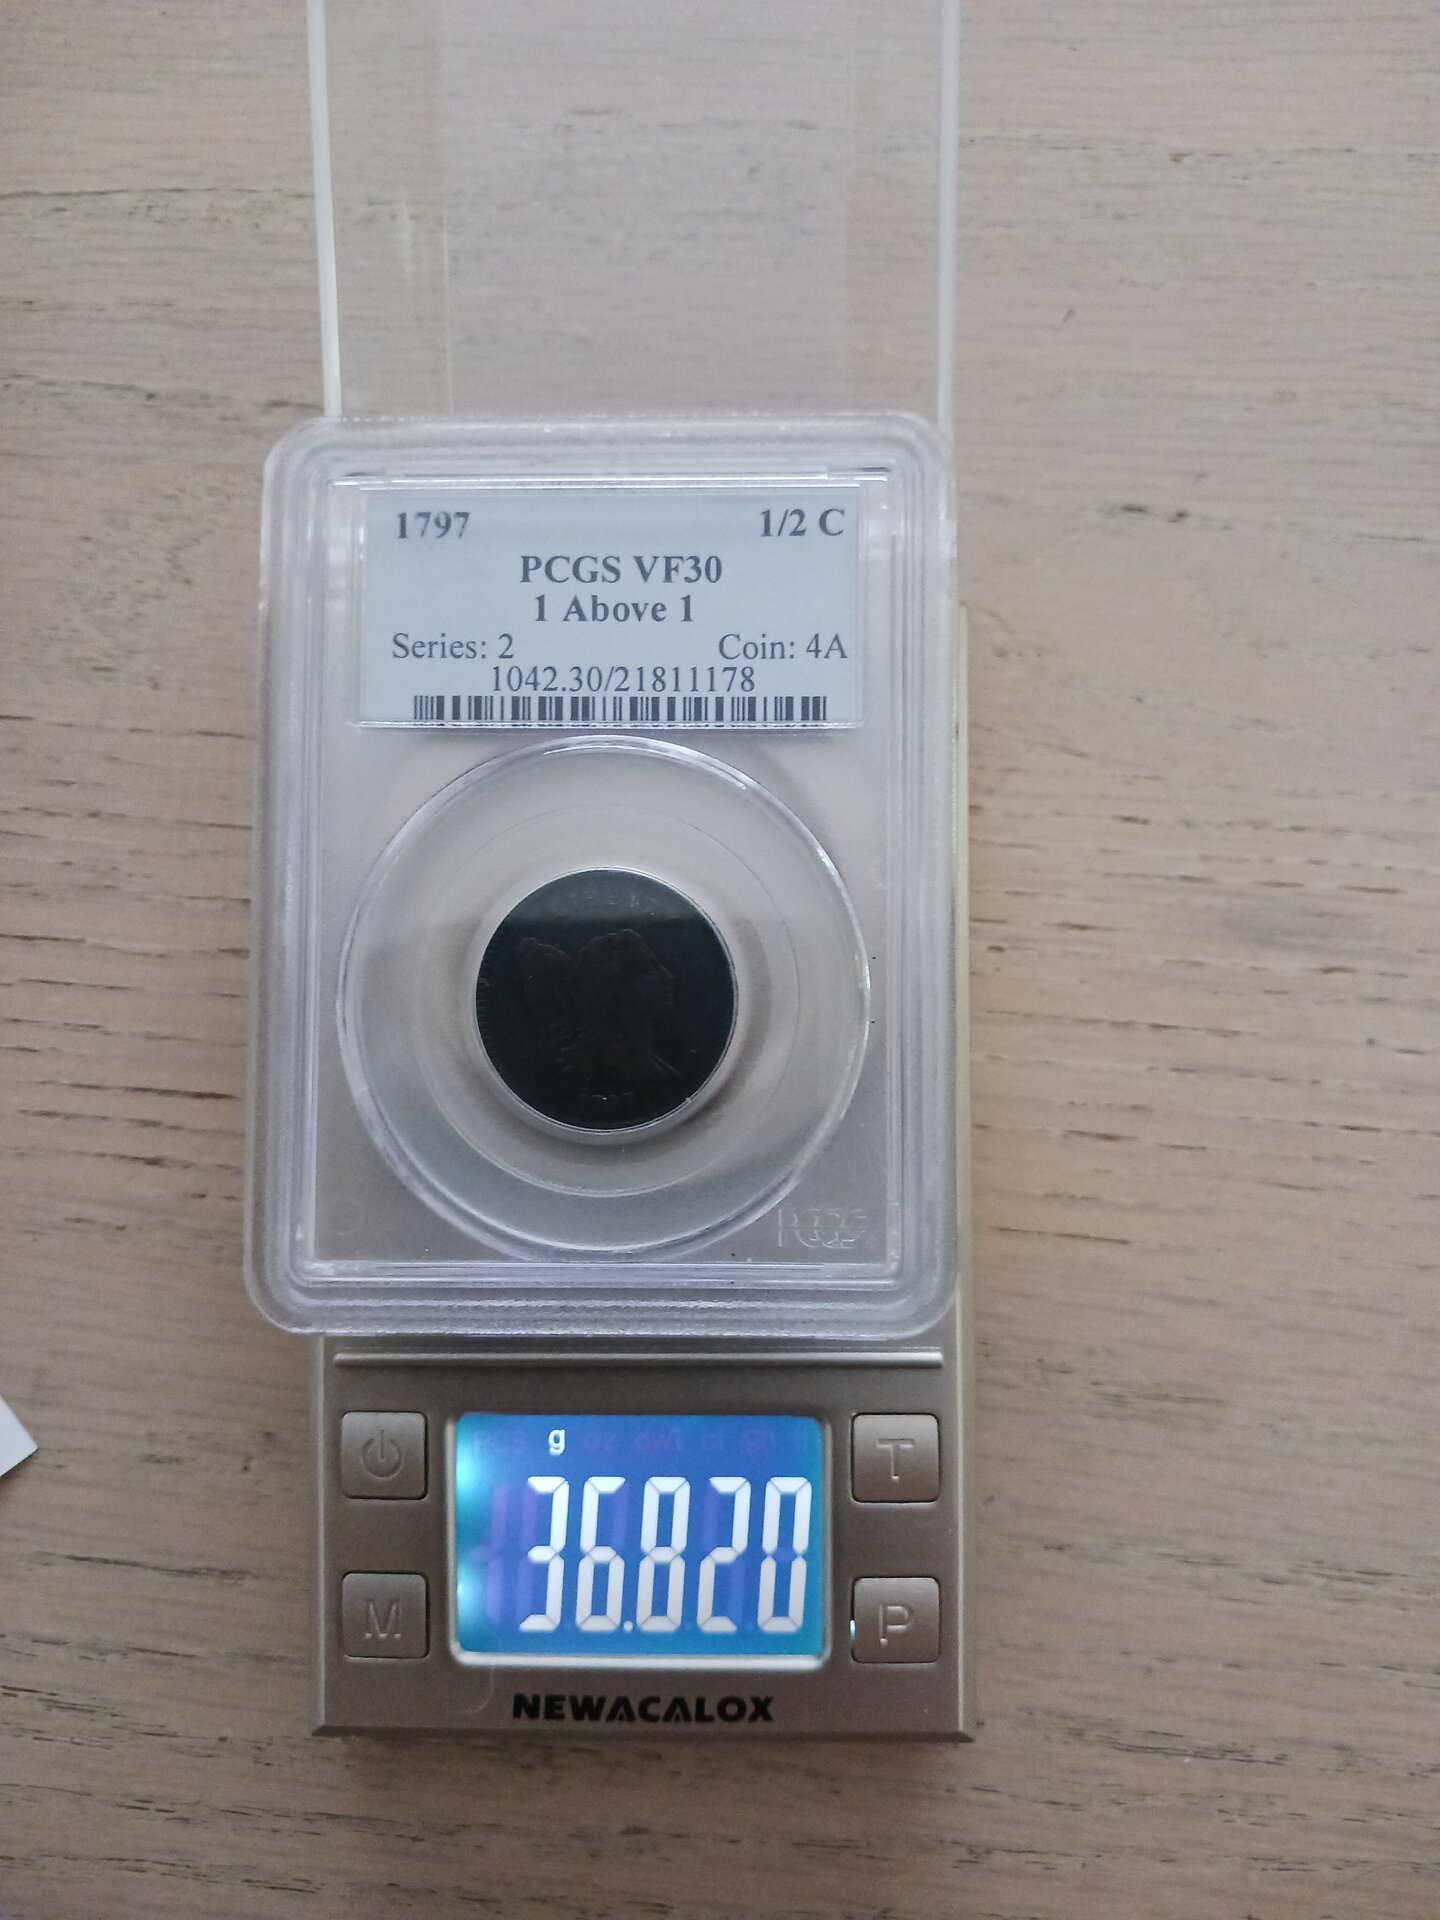 1797 1/2 C
PCGS VF30
1 Above 1
Series: 2 Coin: 4A
1042.30/21811178
1797
PCGS
g
36.820
T
M
P
NEWACALOX